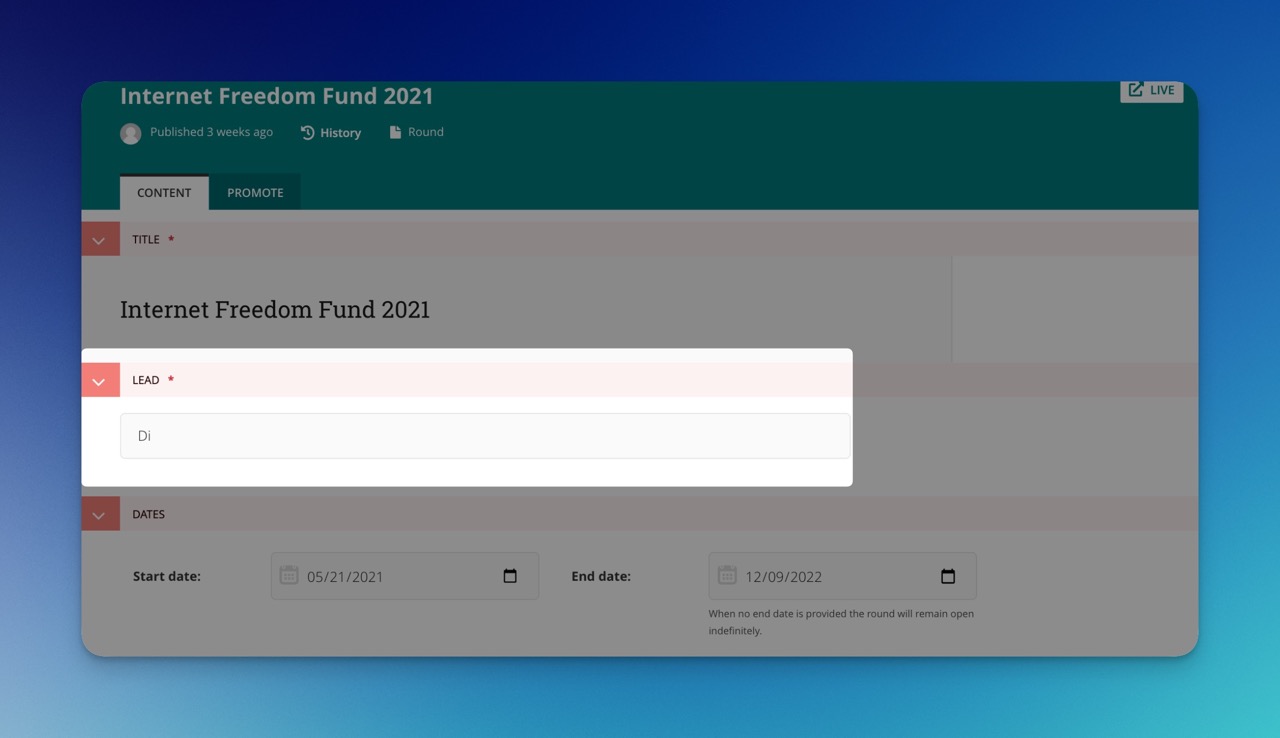 Internet Freedom Fund 2021
LIVE
Published 3 weeks ago History Round
CONTENT PROMOTE
TITLE *
Internet Freedom Fund 2021
LEAD *
Di
DATES
Start date: 05/21/2021 End date: 12/09/2022
When no end date is provided the round will remain open
indefinitely.